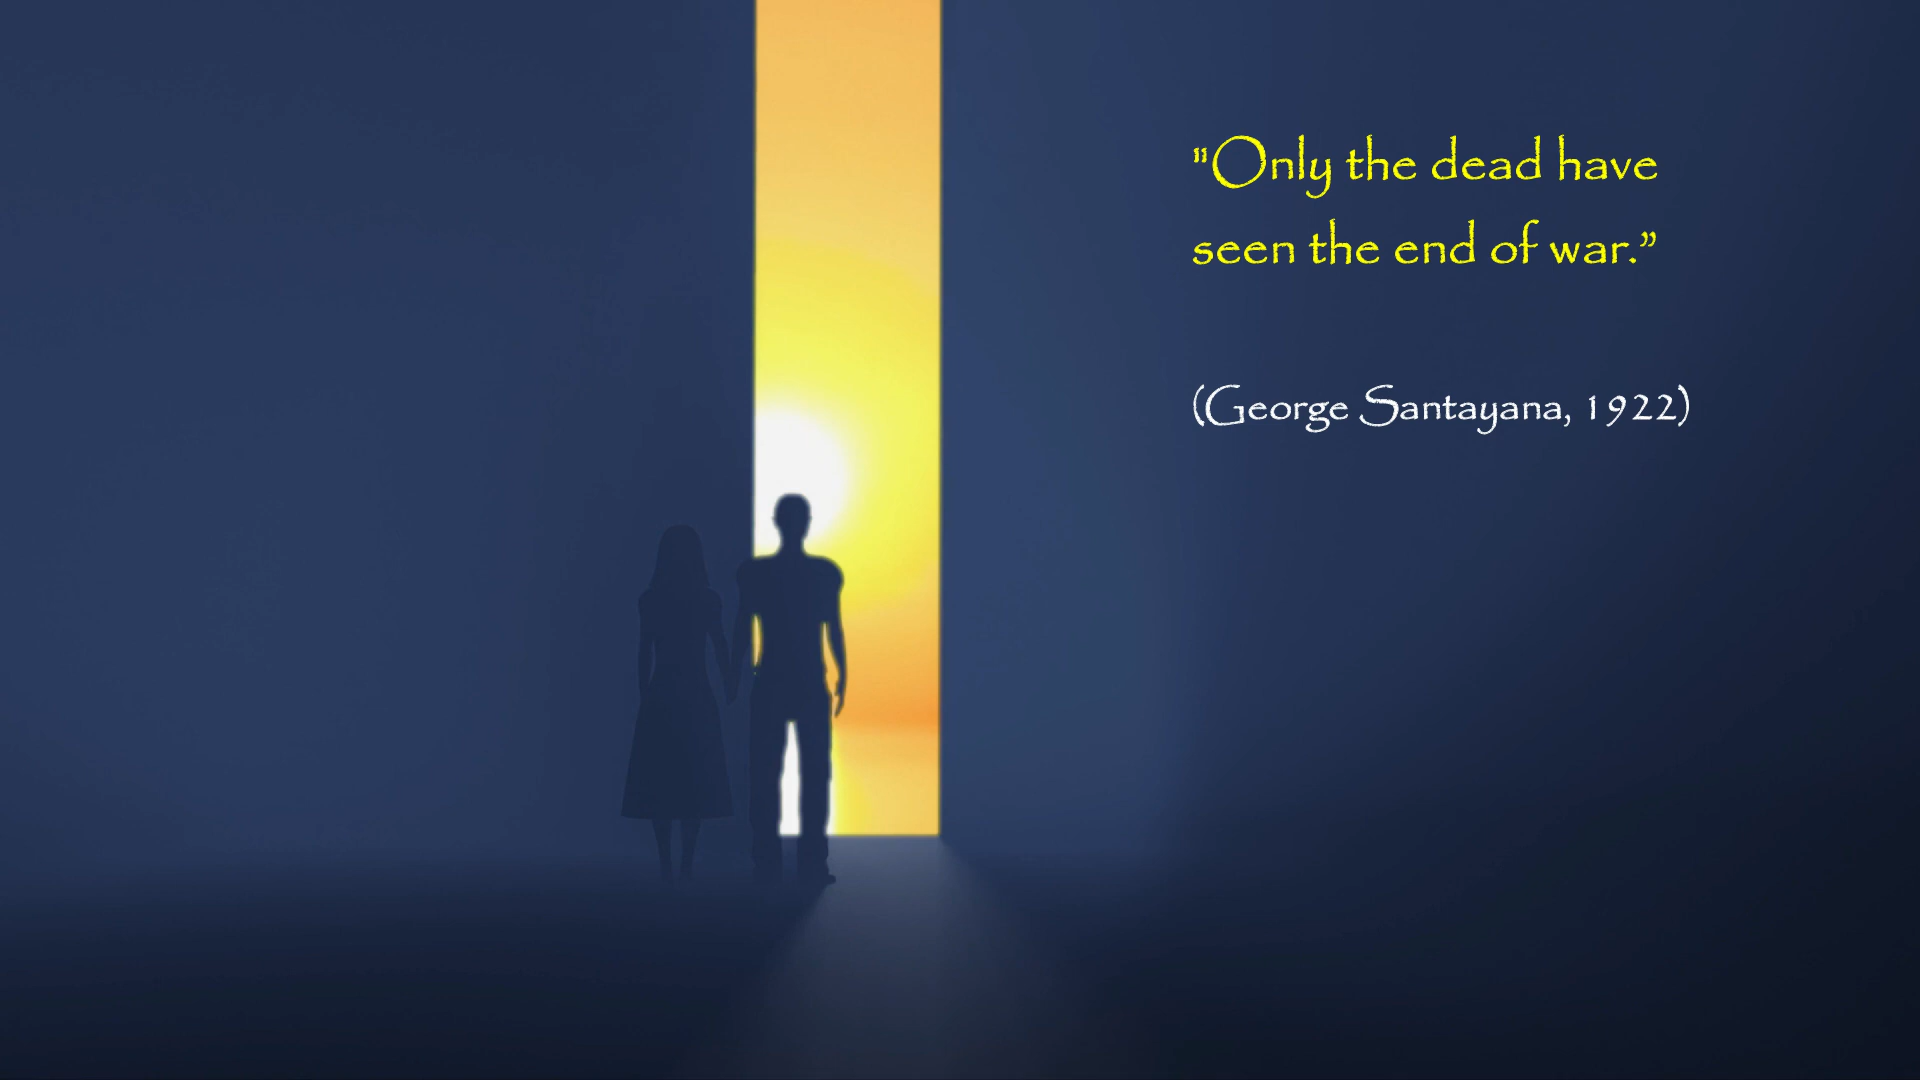 "Only the dead have
seen the end of war.”
(George Santayana, 1922)